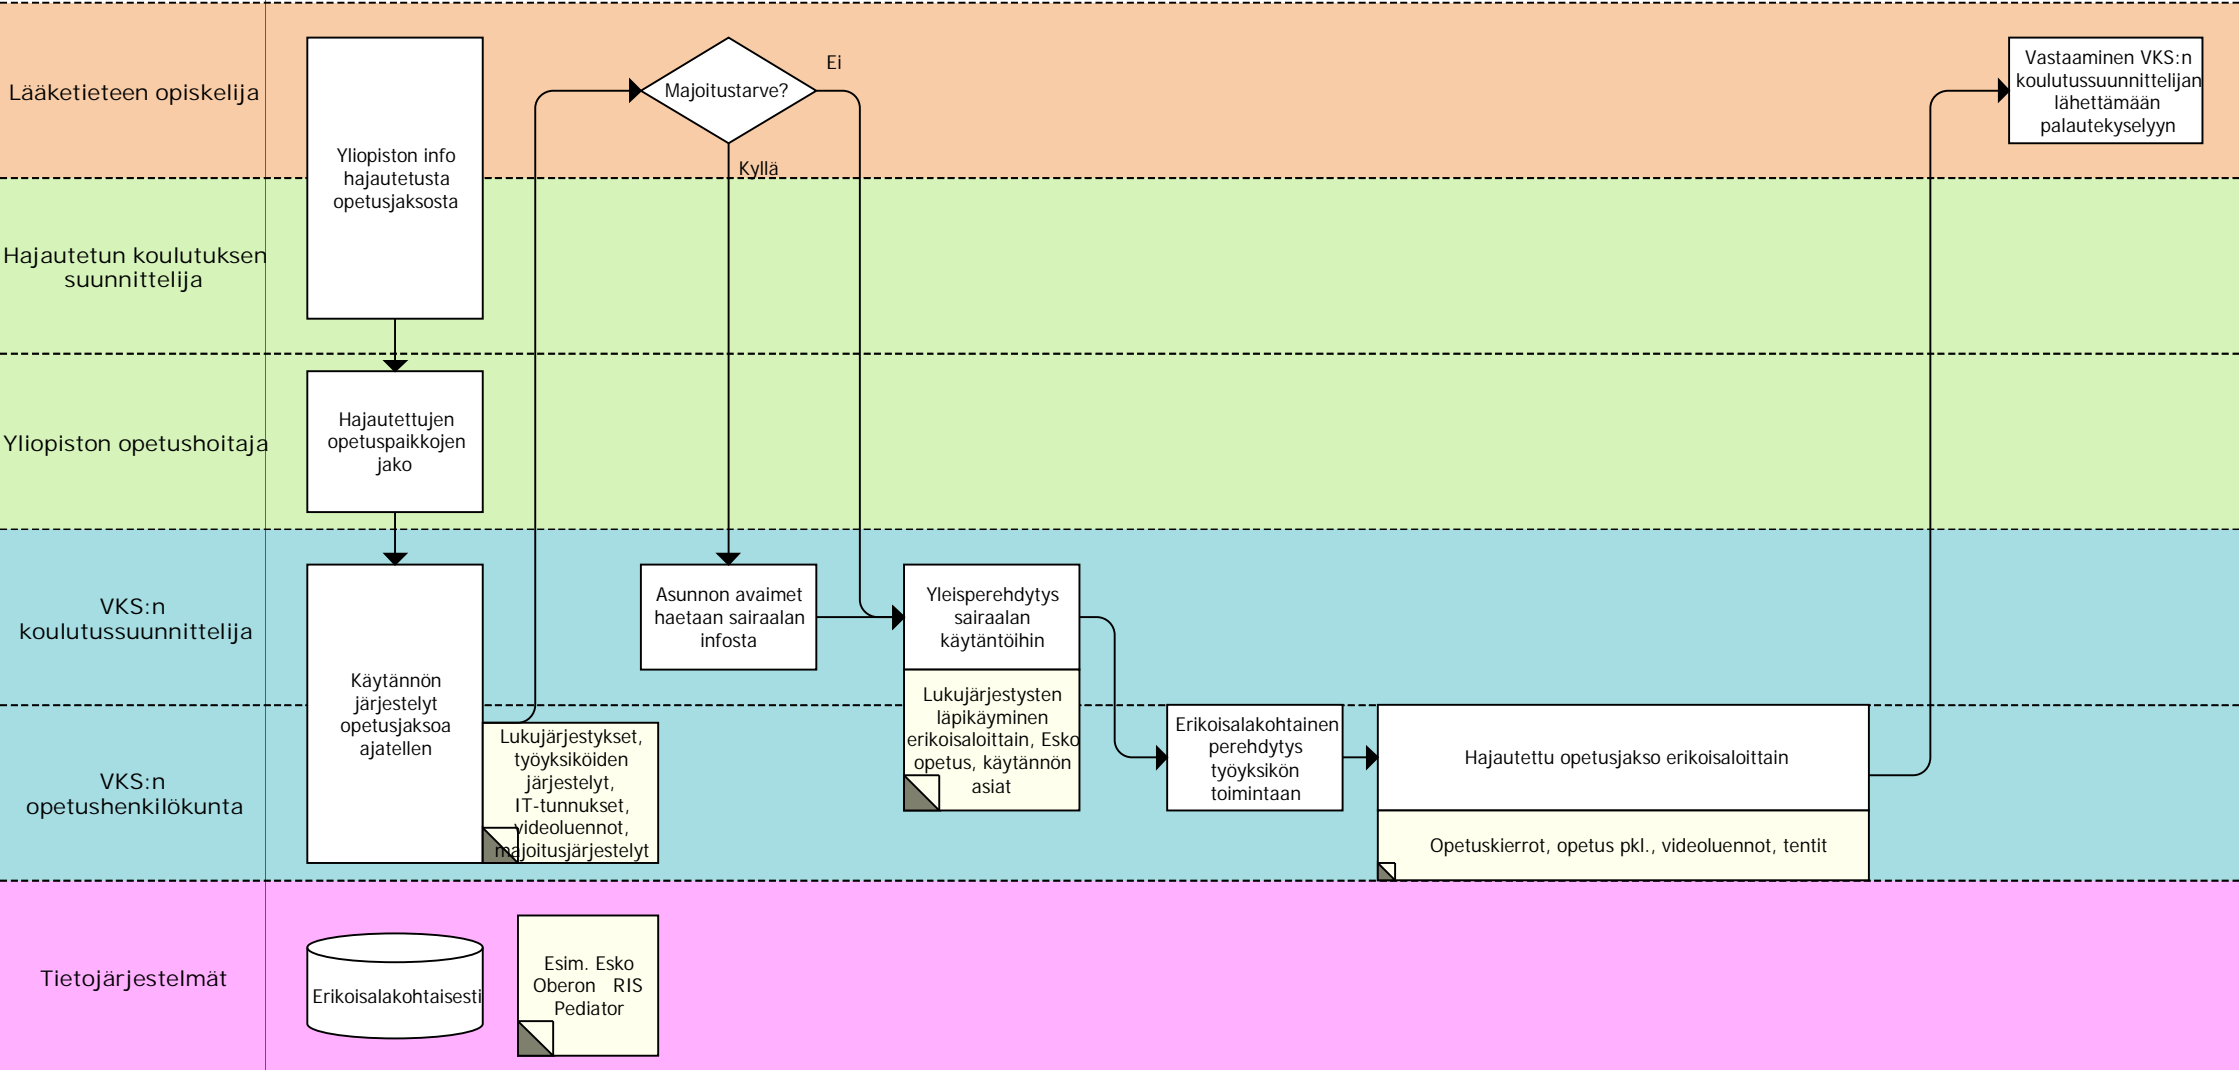 Lääketieteen opiskelija
Yliopiston info
hajautetusta
opetusjaksosta
Majoitustarve?
Ei
Kyllä
Vastaaminen VKS:n
koulutussuunnittelijan
lähettämään
palautekyselyyn
Hajautetun koulutuksen
suunnittelija
Yliopiston opetushoitaja
Hajautettujen
opetuspaikkojen
jako
VKS:n
koulutussuunnittelija
Käytännön
järjestelyt
opetusjaksoa
ajatellen
Asunnon avaimet
haetaan sairaalan
infosta
Yleisperehdytys
sairaalan
käytäntöihin
Lukujärjestysten
läpikäyminen
erikoisaloittain, Esko
opetus, käytännön
asiat
VKS:n
opetushenkilökunta
Lukujärjestykset,
työyksiköiden
järjestelyt,
IT-tunnukset,
videoluennot,
majoitusjärjestelyt
Erikoisalakohtainen
perehdytys
työyksikön
toimintaan
Hajautettu opetusjakso erikoisaloittain
Opetuskierrot, opetus pkl., videoluennot, tentit
Tietojärjestelmät
Erikoisalakohtaisesti
Esim. Esko
Oberon RIS
Pediator